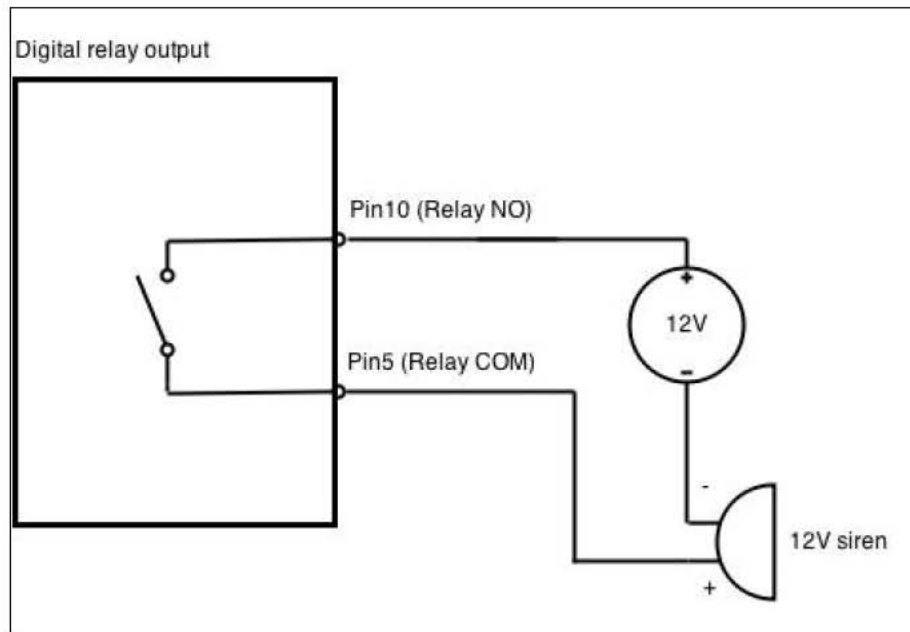 Digital relay output
Pin10 (Relay NO)
+
12V
Pin5 (Relay COM)
-
-
12V siren
+